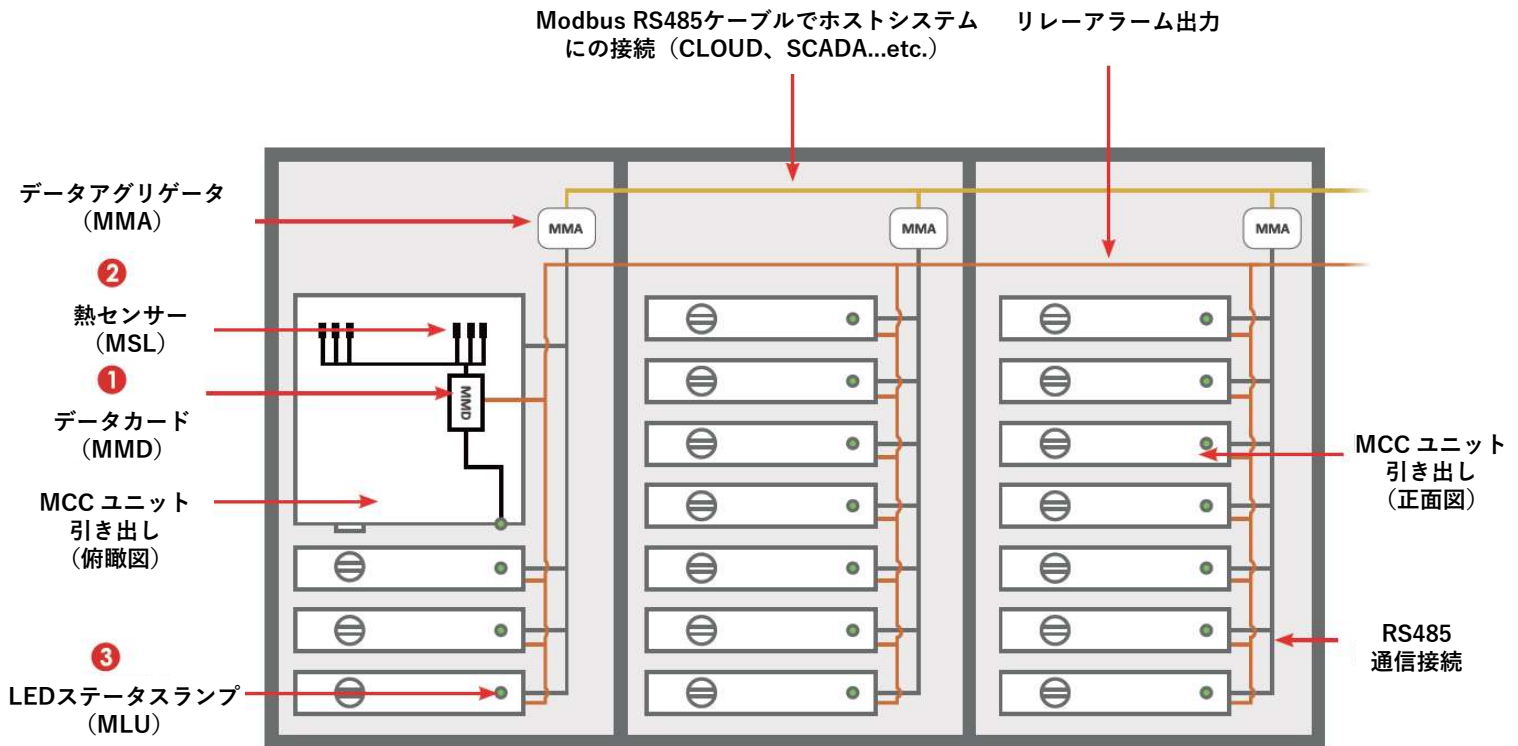 Modbus RS485ケーブルでホストシステム
にの接続（CLOUD、SCADA...etc.）
リレーアラーム出力
データアグリゲータ
（MMA）
MMA
MMA
MMA
2
熱センサー
（MSL）
1
データカード
（MMD）
MMD
MCC ユニット
引き出し
（俯瞰図）
MCC ユニット
引き出し
（正面図）
3
LEDステータスランプ
（MLU）
RS485
通信接続